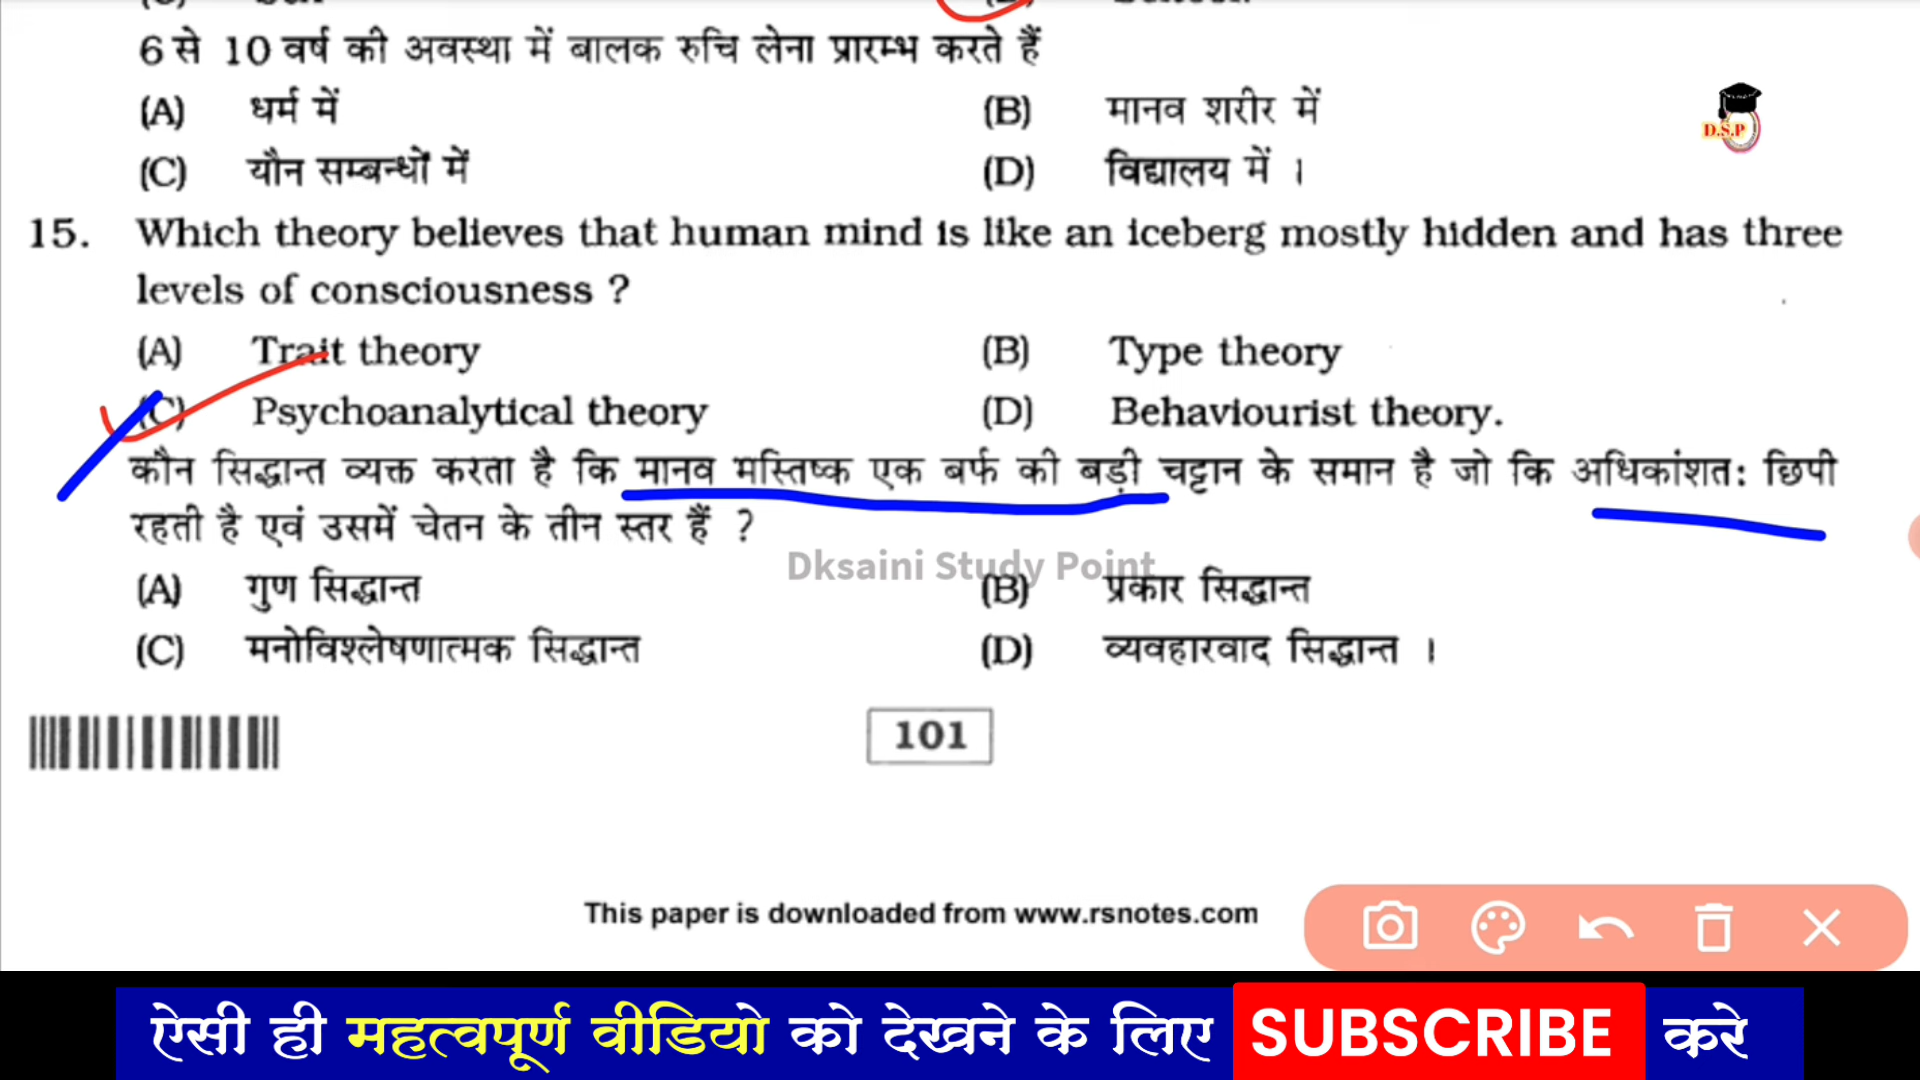 6 से 10 वर्ष की अवस्था में बालक रुचि लेना प्रारम्भ करते हैं
(A) धर्म में (B) मानव शरीर में
D.S.P
(C) यौन सम्बन्धों में (D) विद्यालय में ।
15. Which theory believes that human mind is like an iceberg mostly hidden and has three
levels of consciousness ?
(A) Trait theory (B) Type theory
(C) Psychoanalytical theory (D) Behaviourist theory.
कौन सिद्धान्त व्यक्त करता है कि मानव मस्तिष्क एक बर्फ की बड़ी चट्टान के समान है जो कि अधिकांशत: छिपी
रहती है एवं उसमें चेतन के तीन स्तर हैं ?
Dksaini Study Point
(A) गुण सिद्धान्त (B) प्रकार सिद्धान्त
(C) मनोविश्लेषणात्मक सिद्धान्त (D) व्यवहारवाद सिद्धान्त ।
101
This paper is downloaded from www.rsnotes.com
ऐसी ही महत्वपूर्ण वीडियो को देखने के लिए SUBSCRIBE करे